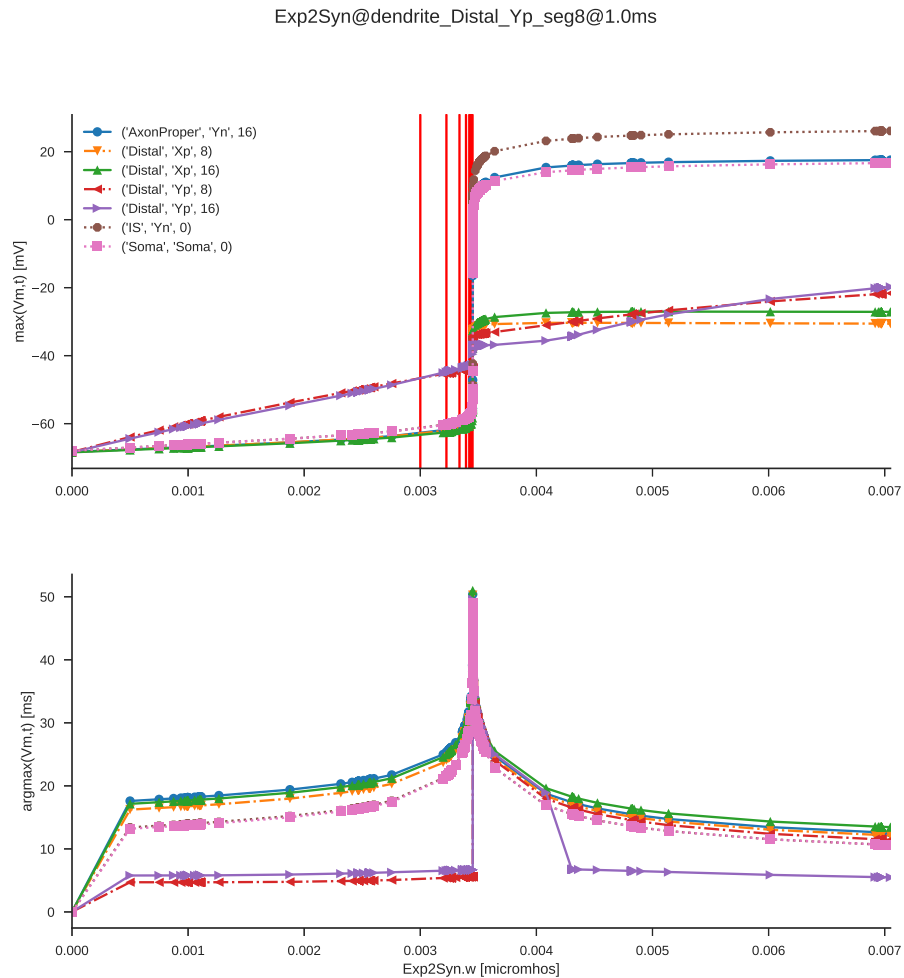 Exp2Syn@dendrite_Distal_Yp_seg8@1.0ms
('AxonProper', 'Yn', 16)
('Distal', 'Xp', 8)
('Distal', 'Xp', 16)
('Distal', 'Yp', 8)
('Distal', 'Yp', 16)
('IS', 'Yn', 0)
('Soma', 'Soma', 0)
max(Vm,t) [mV]
20
0
−20
−40
−60
0.000 0.001 0.002 0.003 0.004 0.005 0.006 0.007
argmax(Vm,t) [ms]
50
40
30
20
10
0
0.000 0.001 0.002 0.003 0.004 0.005 0.006 0.007
Exp2Syn.w [micromhos]